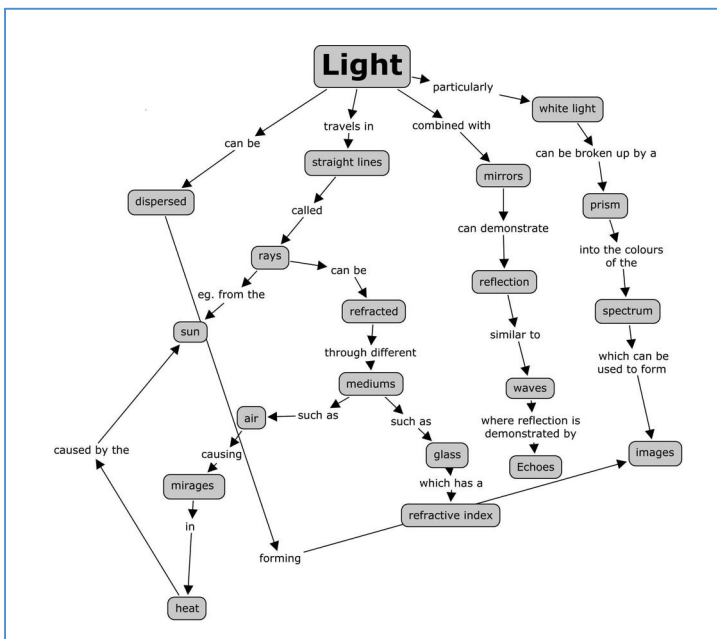 Light
particularly
white light
travels in
combined with
can be
straight lines
can be broken up by a
mirrors
dispersed
prism
called
can demonstrate
into the colours
of the
rays
can be
reflection
eg. from the
refracted
spectrum
sun
similar to
through different
which can be
used to form
mediums
waves
air
such as
such as
where reflection is
demonstrated by
caused by the
causing
glass
Echoes
images
mirages
which has a
in
refractive index
forming
heat